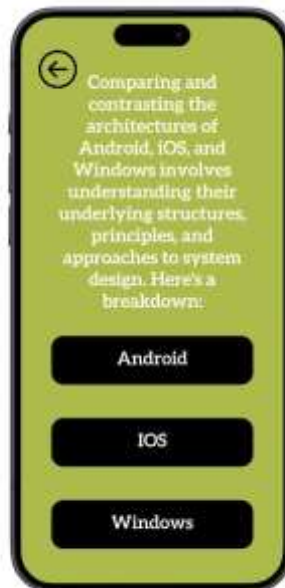 Comparing and
contrasting the
architectures of
Android, iOS, and
Windows involves
understanding their
underlying structures,
principles, and
approaches to system
design. Here's a
breakdown:
Android
IOS
Windows